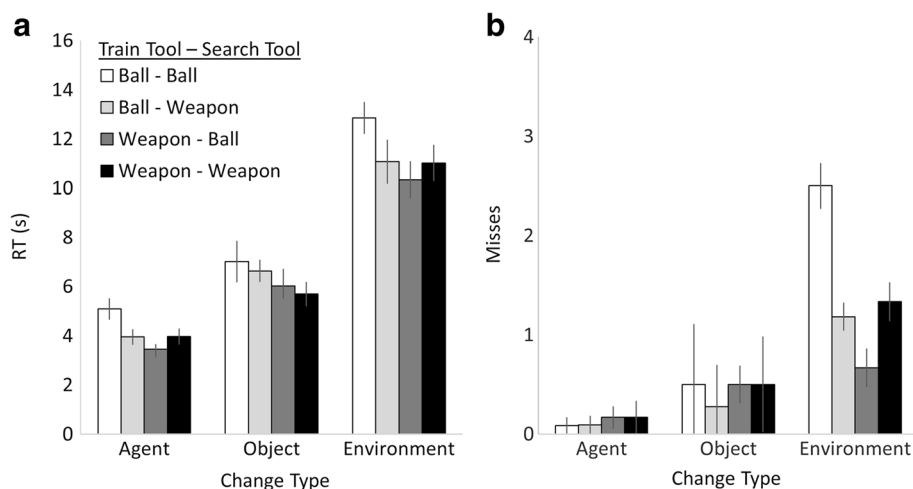 a
16
14
12
10
8
6
4
2
0
RT (s)
Train Tool – Search Tool
Ball - Ball
Ball - Weapon
Weapon - Ball
Weapon - Weapon
Agent Object Environment
Change Type
b
4
3
2
1
0
Misses
Agent Object Environment
Change Type